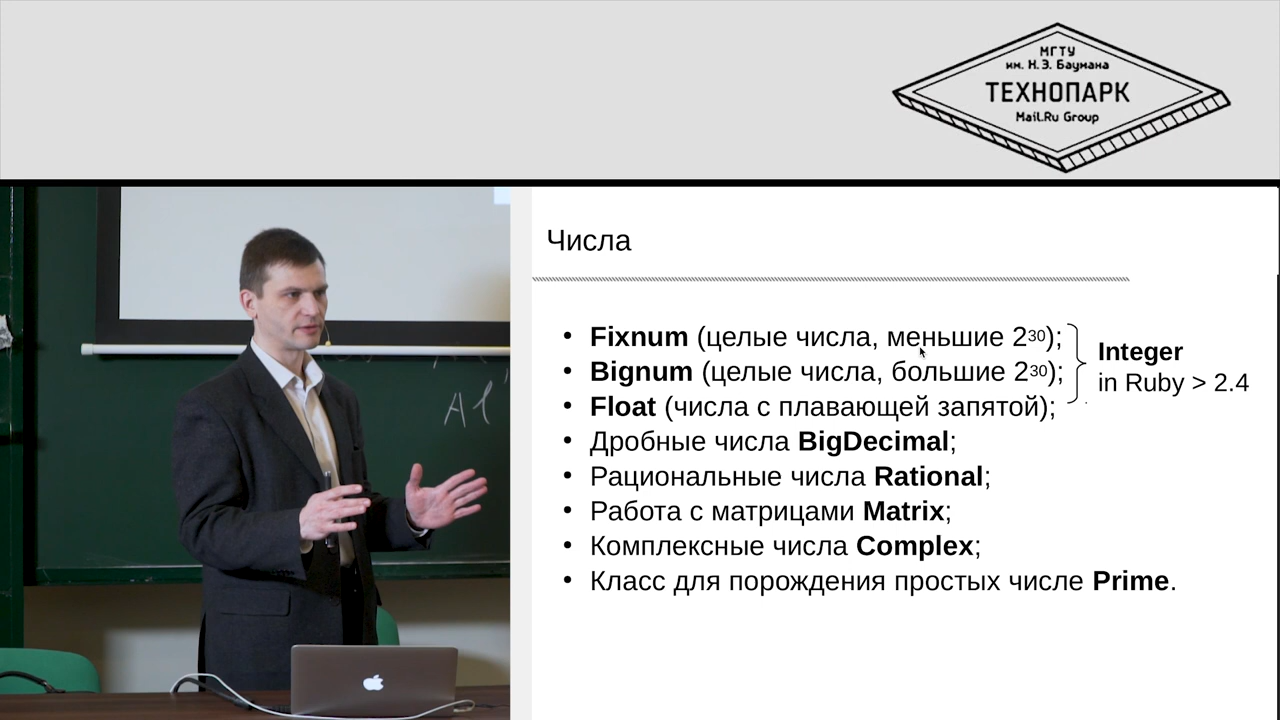 МГТУ
им. Н.Э. Баумана
ТЕХНОПАРК
Mail.Ru Group
Числа
• Fixnum (целые числа, меньшие 2³⁰);
• Bignum (целые числа, большие 2³⁰);
Integer
in Ruby > 2.4
• Float (числа с плавающей запятой);
• Дробные числа BigDecimal;
• Рациональные числа Rational;
• Работа с матрицами Matrix;
• Комплексные числа Complex;
• Класс для порождения простых числе Prime.